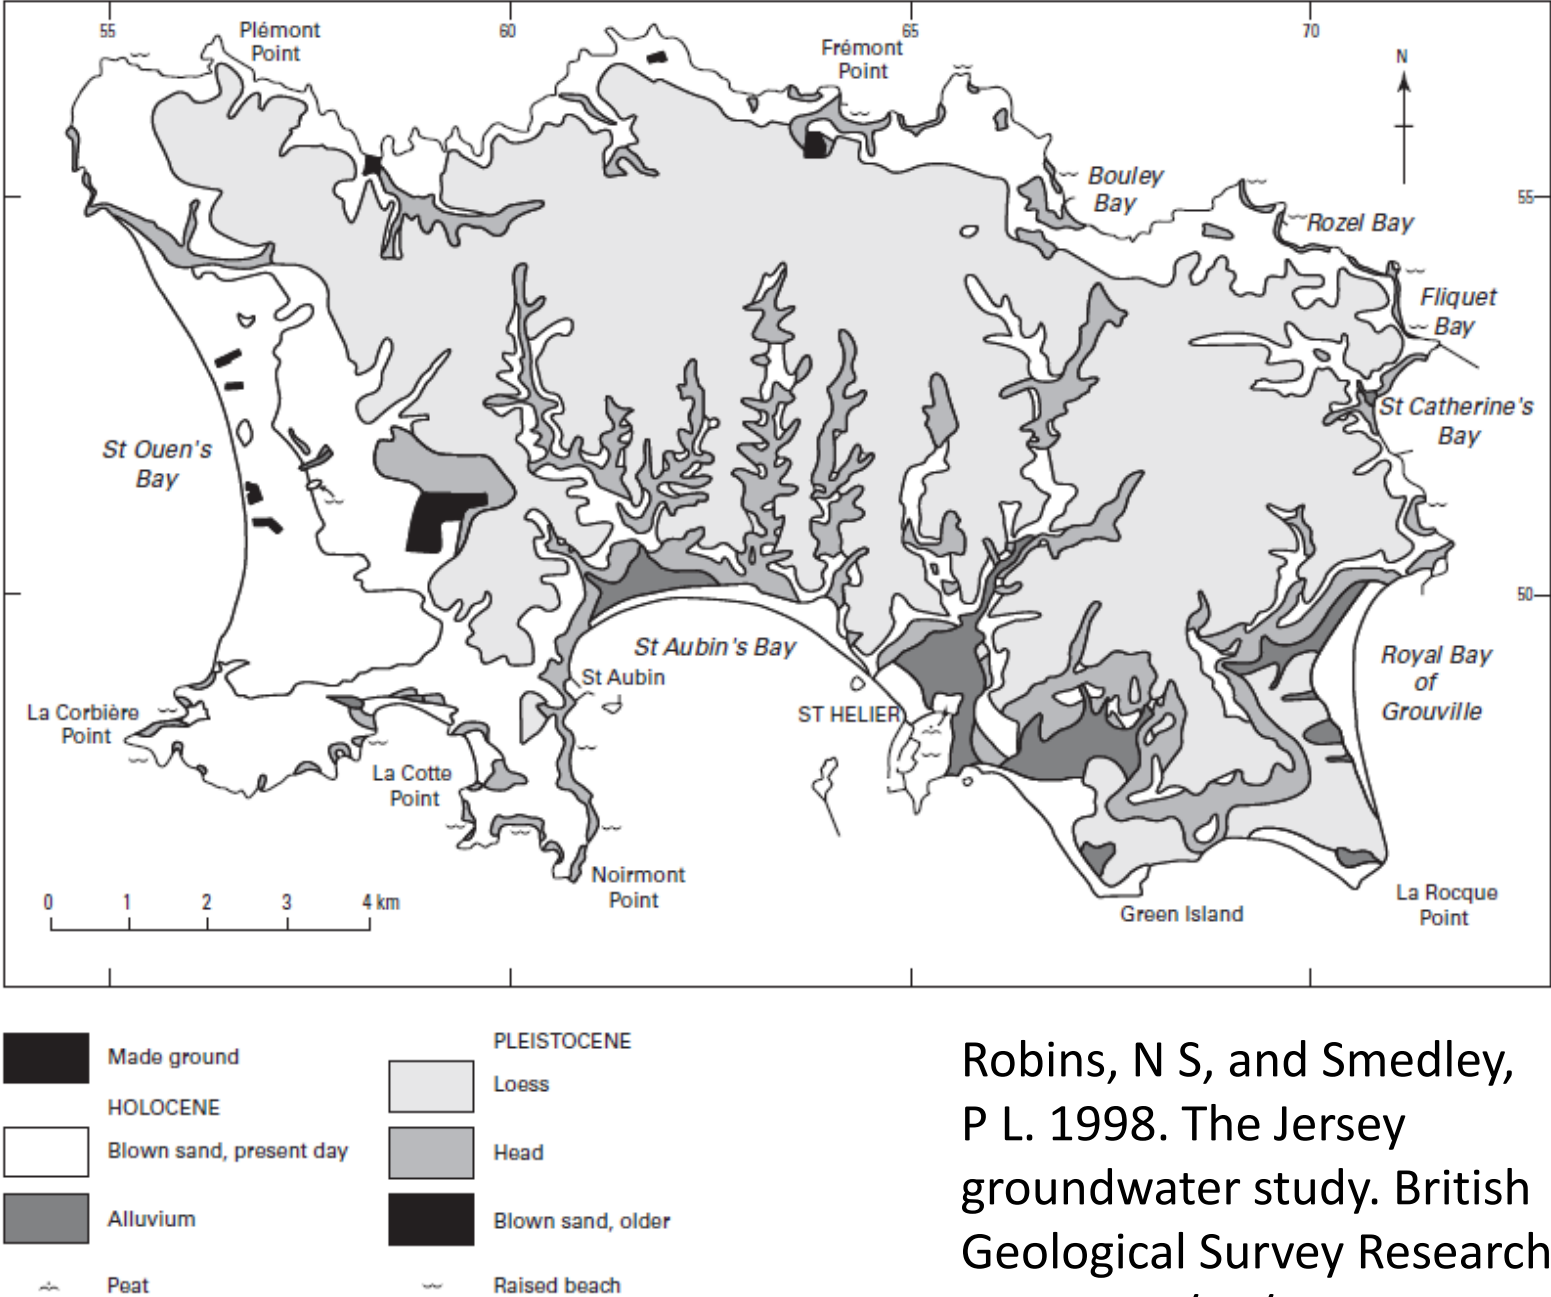 55
60
65
70
Plémont
Point
Frémont
Point
N
Bouley
Bay
55
Rozel Bay
Fliquet
Bay
St Catherine's
Bay
St Ouen's
Bay
50
St Aubin's Bay
Royal Bay
of
Grouville
St Aubin
La Corbière
Point
ST HELIER
La Cotte
Point
Noirmont
Point
0 1 2 3 4 km
La Rocque
Point
Green Island
Made ground
HOLOCENE
Blown sand, present day
Alluvium
Peat
PLEISTOCENE
Loess
Head
Blown sand, older
Raised beach
Robins, N S, and Smedley,
P L. 1998. The Jersey
groundwater study. British
Geological Survey Research